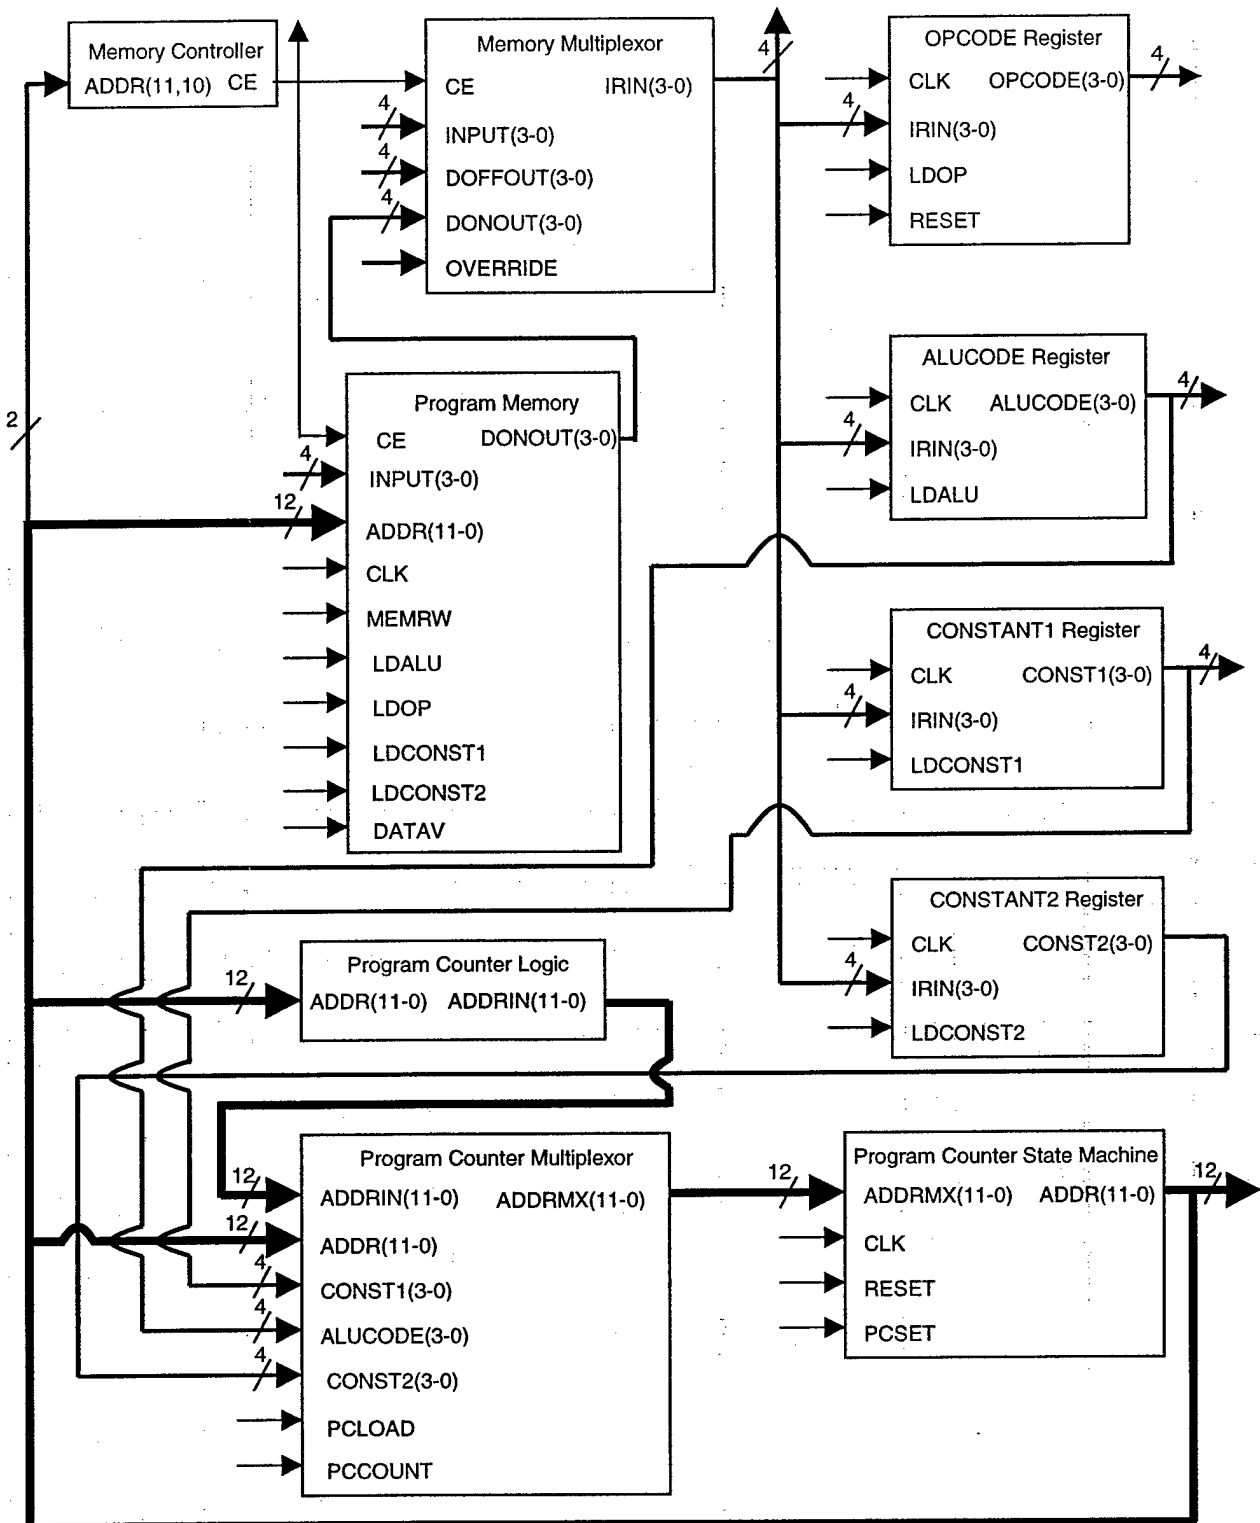 Memory Controller
ADDR(11,10) CE
Memory Multiplexor
CE IRIN(3-0)
4
INPUT(3-0)
4
DOFFOUT(3-0)
4
DONOUT(3-0)
OVERRIDE
4
OPCODE Register
CLK OPCODE(3-0)
4
4
IRIN(3-0)
LDOP
RESET
2
Program Memory
CE DONOUT(3-0)
4
INPUT(3-0)
12
ADDR(11-0)
CLK
MEMRW
LDALU
LDOP
LDCONST1
LDCONST2
DATAV
ALUCODE Register
CLK ALUCODE(3-0)
4
4
IRIN(3-0)
LDALU
CONSTANT1 Register
CLK CONST1(3-0)
4
4
IRIN(3-0)
LDCONST1
CONSTANT2 Register
CLK CONST2(3-0)
4
IRIN(3-0)
LDCONST2
Program Counter Logic
12
ADDR(11-0) ADDRIN(11-0)
Program Counter Multiplexor
12
ADDRIN(11-0) ADDRMX(11-0)
12
ADDR(11-0)
4
CONST1(3-0)
4
ALUCODE(3-0)
4
CONST2(3-0)
PCLOAD
PCCOUNT
Program Counter State Machine
12
ADDRMX(11-0) ADDR(11-0)
12
CLK
RESET
PCSET